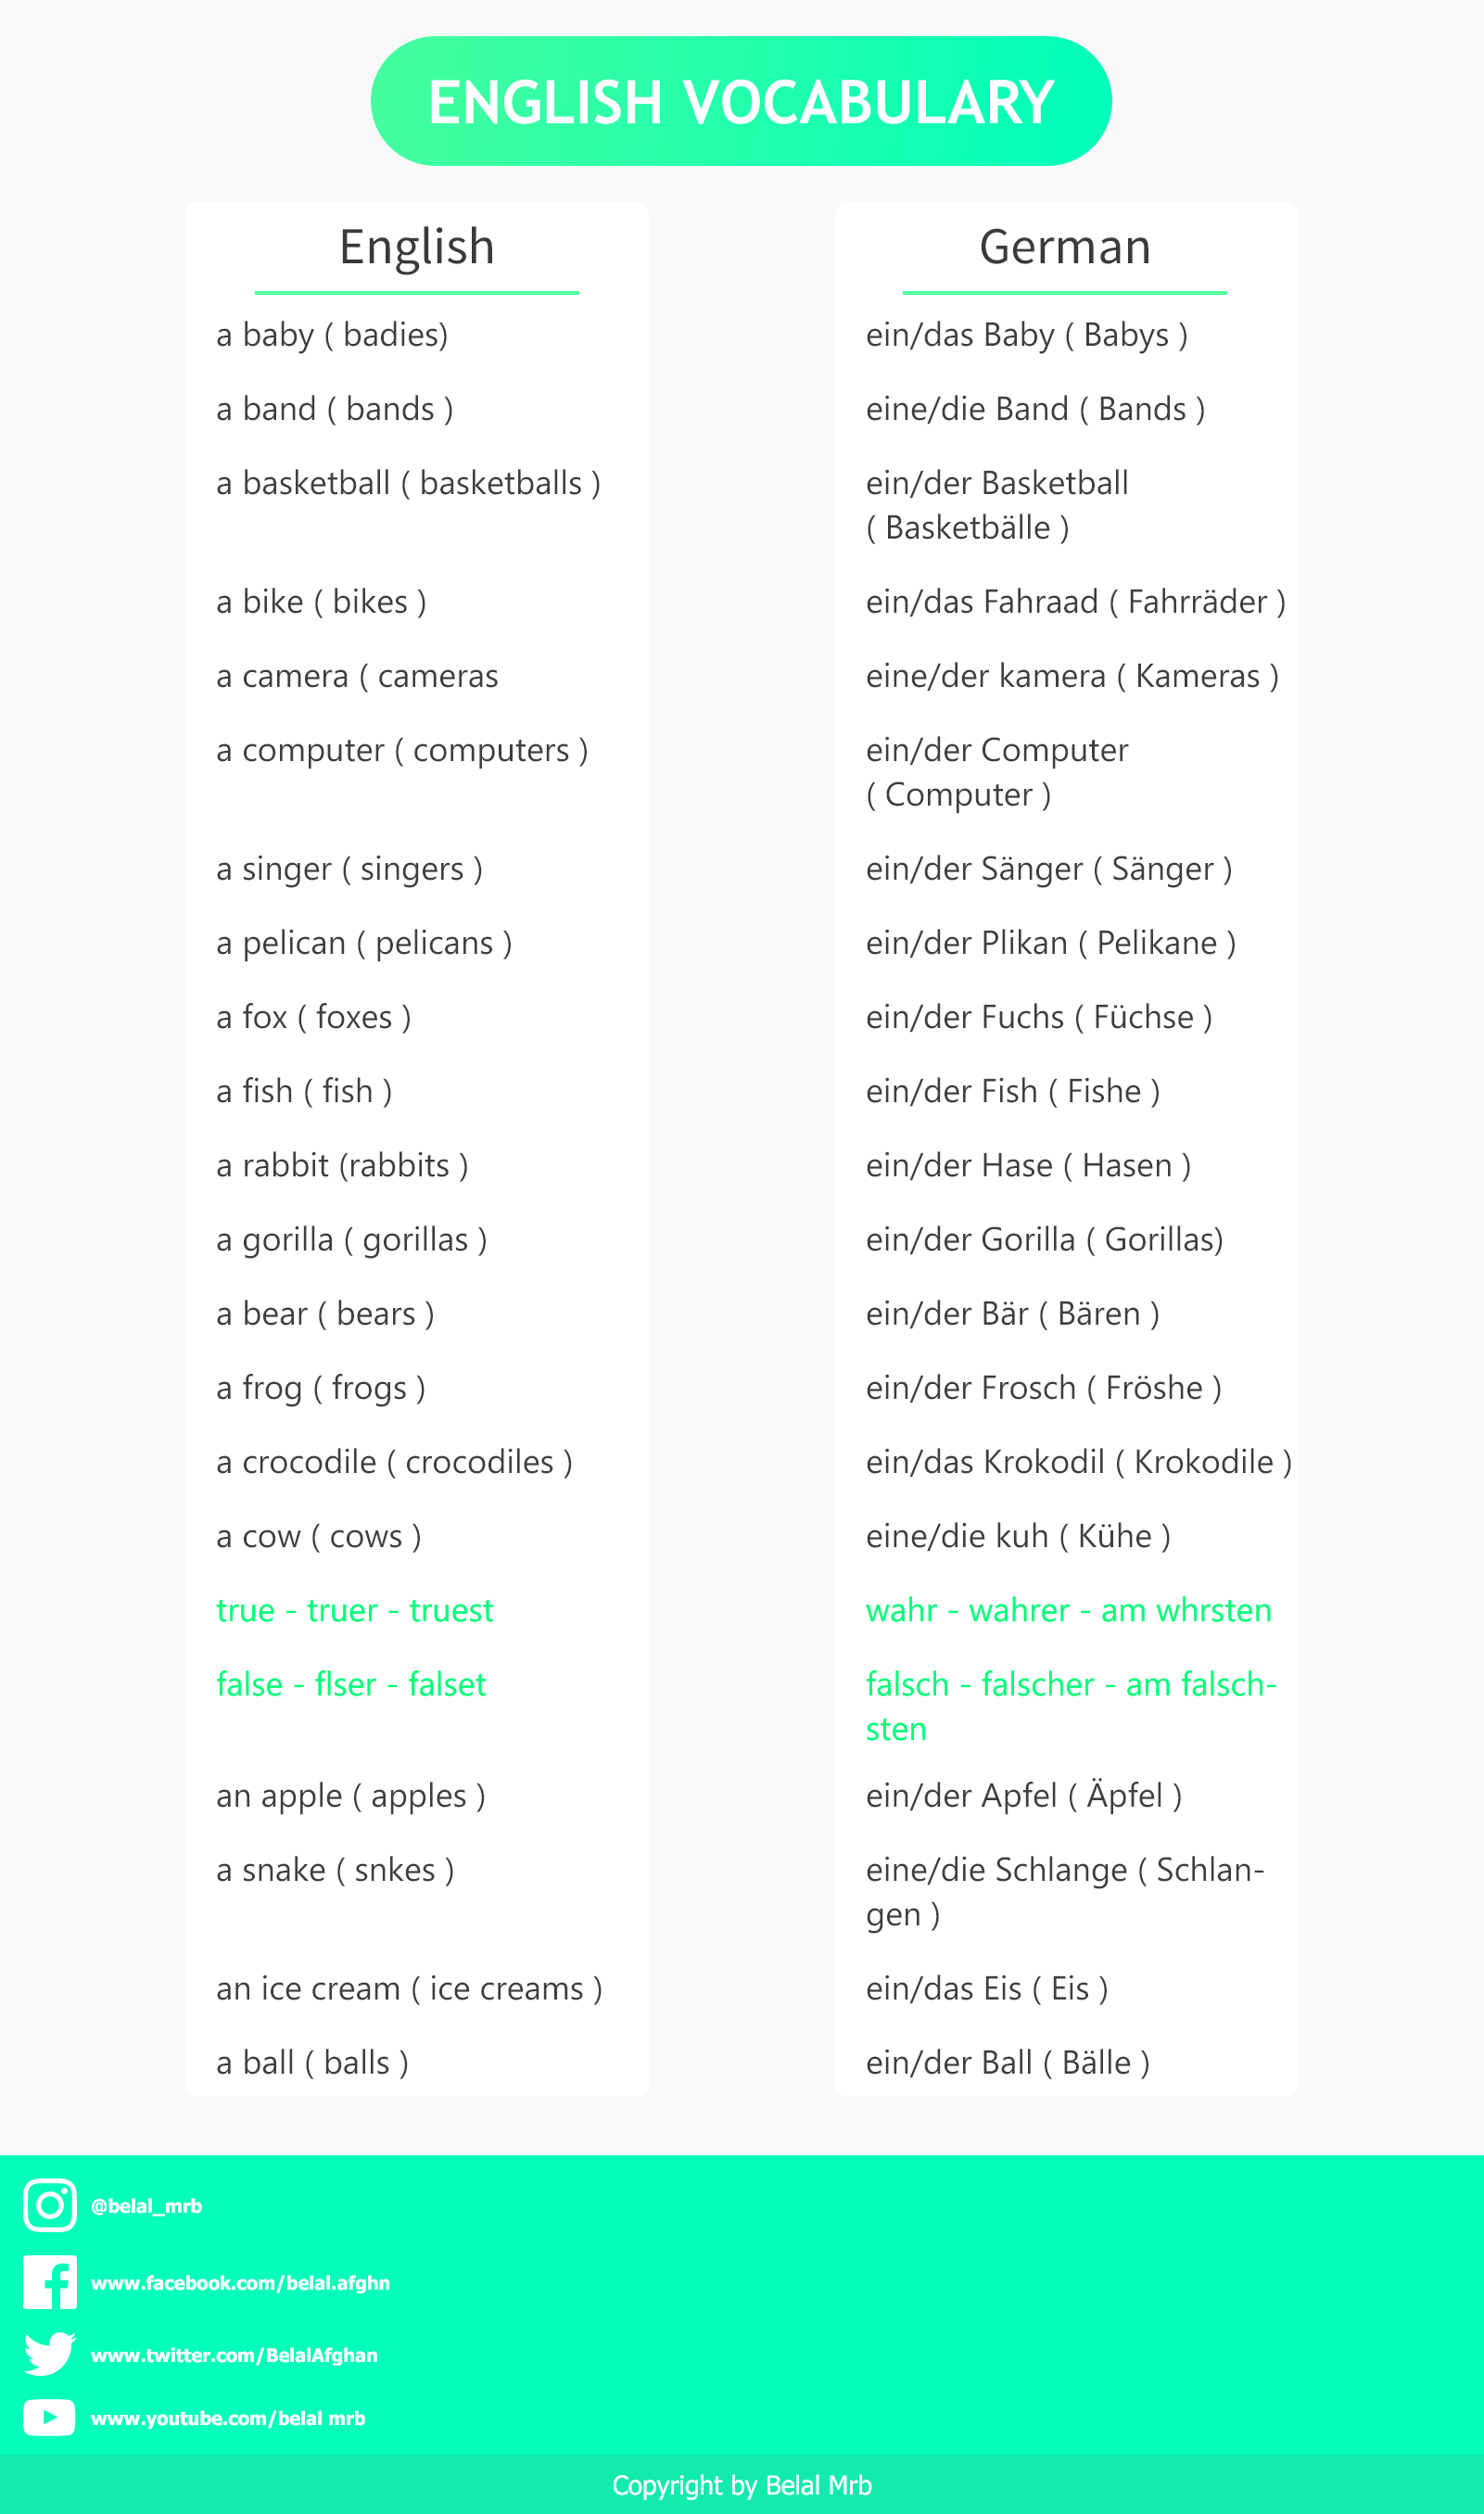 ENGLISH VOCABULARY
English
a baby ( badies)
a band ( bands )
a basketball ( basketballs )
a bike ( bikes )
a camera ( cameras
a computer ( computers )
a singer ( singers )
a pelican ( pelicans )
a fox ( foxes )
a fish ( fish )
a rabbit (rabbits )
a gorilla ( gorillas )
a bear ( bears )
a frog ( frogs )
a crocodile ( crocodiles )
a cow ( cows )
true - truer - truest
false - flser - falset
an apple ( apples )
a snake ( snkes )
an ice cream ( ice creams )
a ball ( balls )
German
ein/das Baby ( Babys )
eine/die Band ( Bands )
ein/der Basketball
( Basketbälle )
ein/das Fahraad ( Fahrräder )
eine/der kamera ( Kameras )
ein/der Computer
( Computer )
ein/der Sänger ( Sänger )
ein/der Plikan ( Pelikane )
ein/der Fuchs ( Füchse )
ein/der Fish ( Fishe )
ein/der Hase ( Hasen )
ein/der Gorilla ( Gorillas)
ein/der Bär ( Bären )
ein/der Frosch ( Fröshe )
ein/das Krokodil ( Krokodile )
eine/die kuh ( Kühe )
wahr - wahrer - am whrsten
falsch - falscher - am falsch-
sten
ein/der Apfel ( Äpfel )
eine/die Schlange ( Schlan-
gen )
ein/das Eis ( Eis )
ein/der Ball ( Bälle )
@belal_mrb
www.facebook.com/belal.afghn
www.twitter.com/BelalAfghan
www.youtube.com/belal mrb
Copyright by Belal Mrb